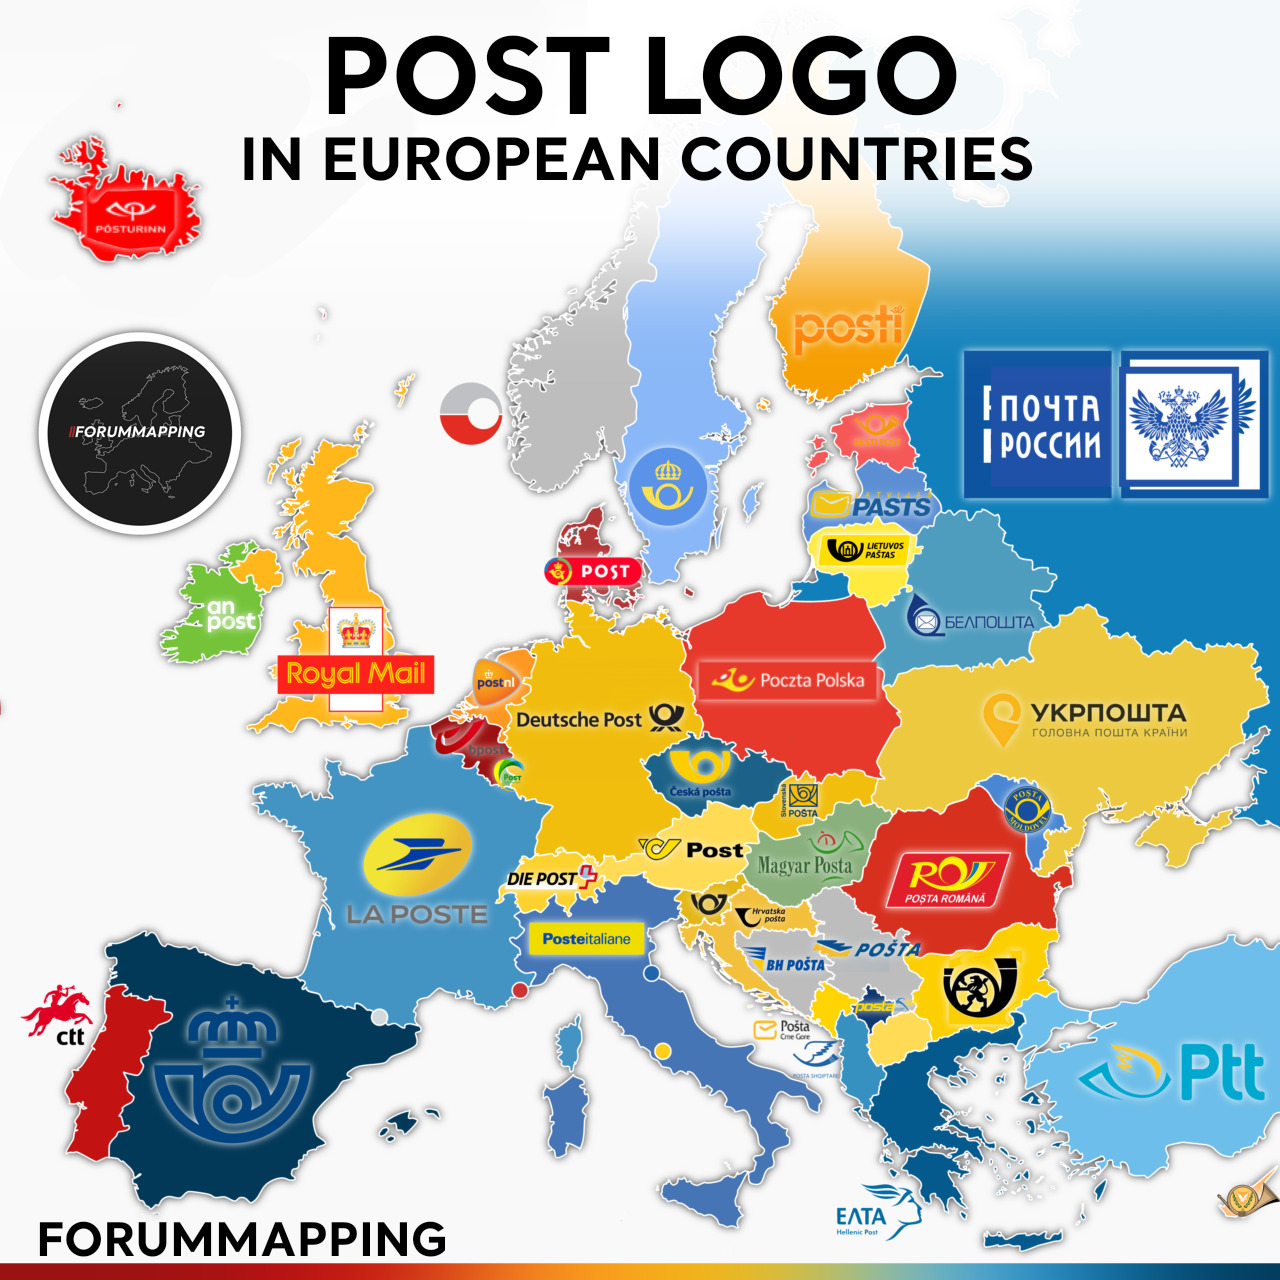 POST LOGO
IN EUROPEAN COUNTRIES
PÓSTURINN
//FORUMMAPPING
posti
ПОЧТА
РОССИИ
PASTS
LIETUVOS
PAŠTAS
POST
an
post
БЕЛПОШТА
Royal Mail
postnl
Poczta Polska
Deutsche Post
bpost
УКРПОШТА
ГОЛОВНА ПОШТА КРАЇНИ
Post
Česká pošta
Slovenská
POŠTA
POȘTA
MOLDOVEI
Post
Magyar Posta
LA POSTE
DIE POST
POȘTA ROMÂNĂ
Hrvatska
pošta
Posteitaliane
BH POŠTA
POŠTA
posta
ctt
Pošta
Crne Gore
POSTA SHQIPTARE
Ptt
ΕΛΤΑ
Hellenic Post
FORUMMAPPING